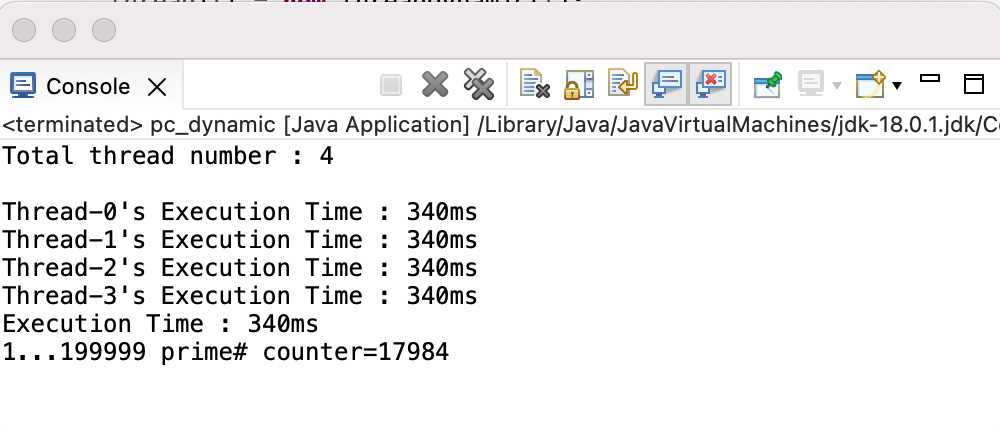 Console
<terminated> pc_dynamic [Java Application] /Library/Java/JavaVirtualMachines/jdk-18.0.1.jdk/Co
Total thread number : 4
Thread-0's Execution Time : 340ms
Thread-1's Execution Time : 340ms
Thread-2's Execution Time : 340ms
Thread-3's Execution Time : 340ms
Execution Time : 340ms
1...199999 prime# counter=17984